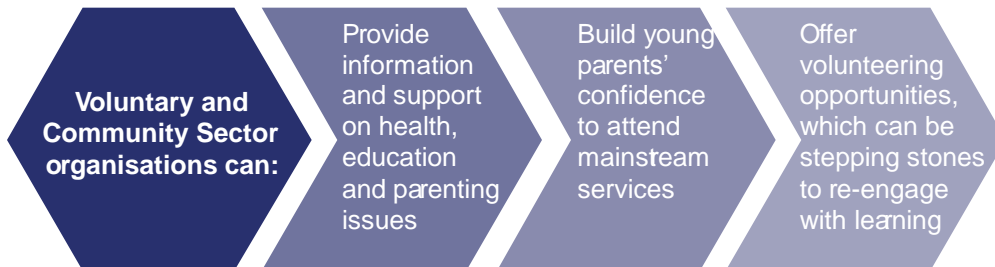 Voluntary and
Community Sector
organisations can:
Provide
information
and support
on health,
education
and parenting
issues
Build young
parents’
confidence
to attend
mainstream
services
Offer
volunteering
opportunities,
which can be
stepping stones
to re-engage
with learning